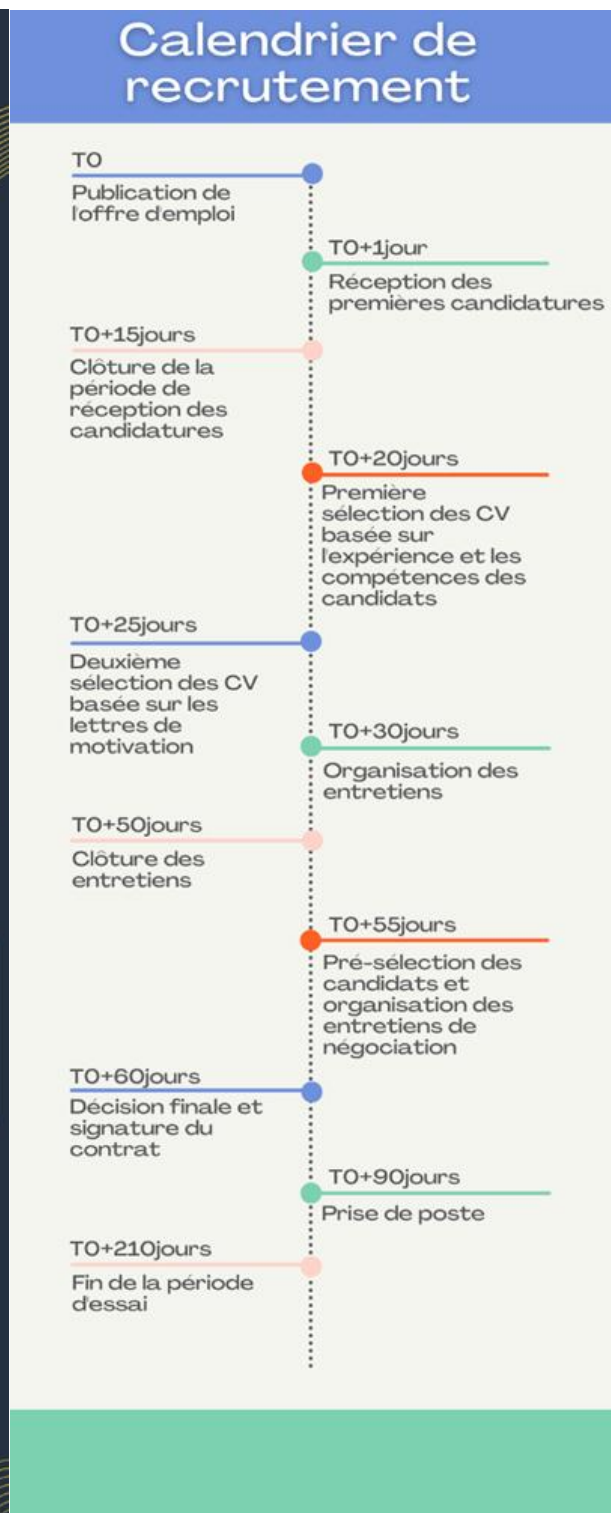 Calendrier de
recrutement
T0
Publication de
l'offre d'emploi
T0+1jour
Réception des
premières candidatures
T0+15jours
Clôture de la
période de
réception des
candidatures
T0+20jours
Première
sélection des CV
basée sur
l'expérience et les
compétences des
candidats
T0+25jours
Deuxième
sélection des CV
basée sur les
lettres de
motivation
T0+30jours
Organisation des
entretiens
T0+50jours
Clôture des
entretiens
T0+55jours
Pré-sélection des
candidats et
organisation des
entretiens de
négociation
T0+60jours
Décision finale et
signature du
contrat
T0+90jours
Prise de poste
T0+210jours
Fin de la période
d'essai